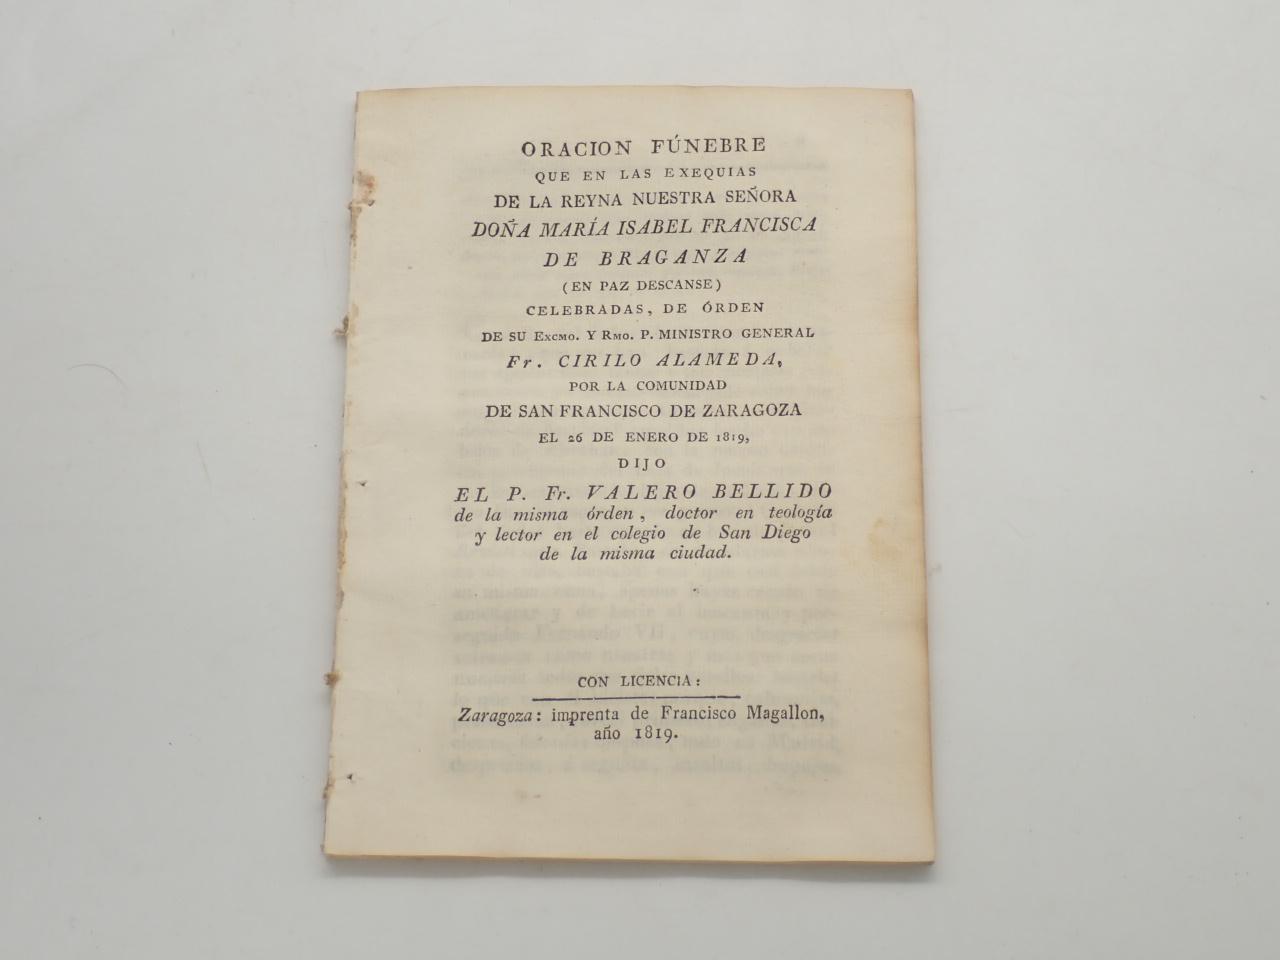 ORACION FÚNEBRE
QUE EN LAS EXEQUIAS
DE LA REYNA NUESTRA SEÑORA
DOÑA MARÍA ISABEL FRANCISCA
DE BRAGANZA
(EN PAZ DESCANSE)
CELEBRADAS, DE ÓRDEN
DE SU EXCMO. Y RMO. P. MINISTRO GENERAL
Fr. CIRILO ALAMEDA,
POR LA COMUNIDAD
DE SAN FRANCISCO DE ZARAGOZA
EL 26 DE ENERO DE 1819,
DIJO
EL P. Fr. VALERO BELLIDO
de la misma órden, doctor en teología
y lector en el colegio de San Diego
de la misma ciudad.
CON LICENCIA:
Zaragoza: imprenta de Francisco Magallon,
año 1819.